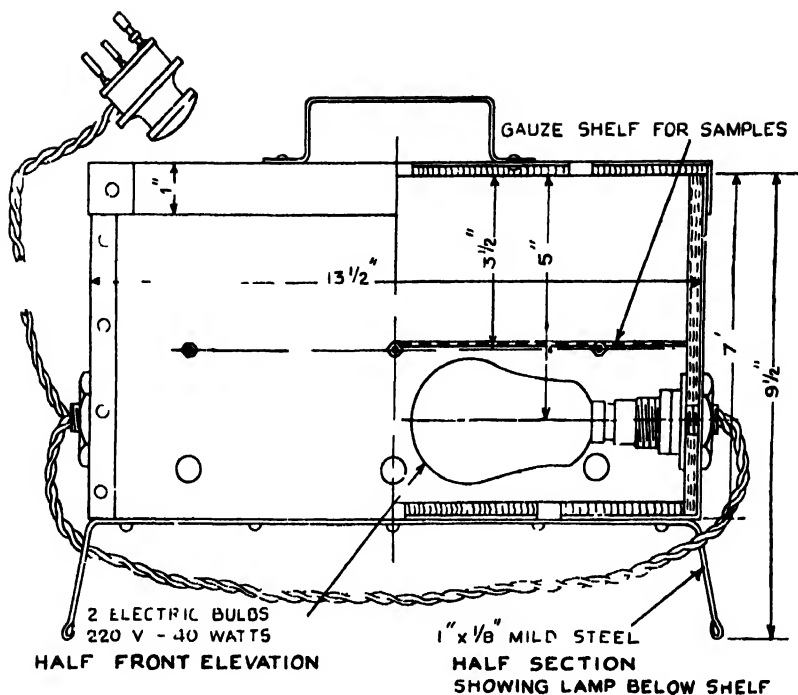 GAUZE SHELF FOR SAMPLES
1"
3½"
5"
13½"
7'
9½"
2 ELECTRIC BULBS
220 V - 40 WATTS
HALF FRONT ELEVATION
1" x ⅛" MILD STEEL
HALF SECTION
SHOWING LAMP BELOW SHELF